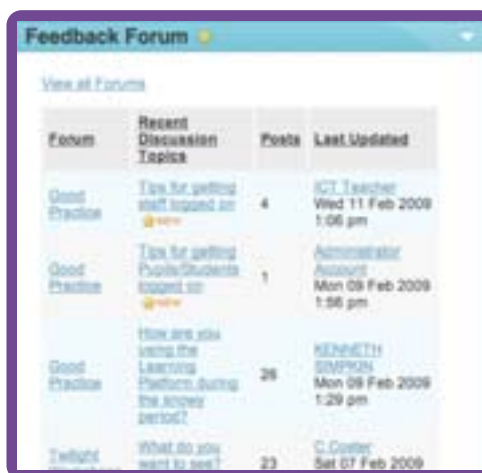 Feedback Forum
View all Forums
Forum Recent Discussion Topics Posts Last Updated
Good Practice Tips for getting staff logged on NEW 4 ICT Teacher Wed 11 Feb 2009 1:06 pm
Good Practice Tips for getting Pupils/Students logged on NEW 1 Administrator Account Mon 09 Feb 2009 1:56 pm
Good Practice How are you using the Learning Platform during the snowy period? 26 KENNETH SIMPKIN Mon 09 Feb 2009 1:29 pm
Twilight What do you want to see? 23 C Coster Sat 07 Feb 2009